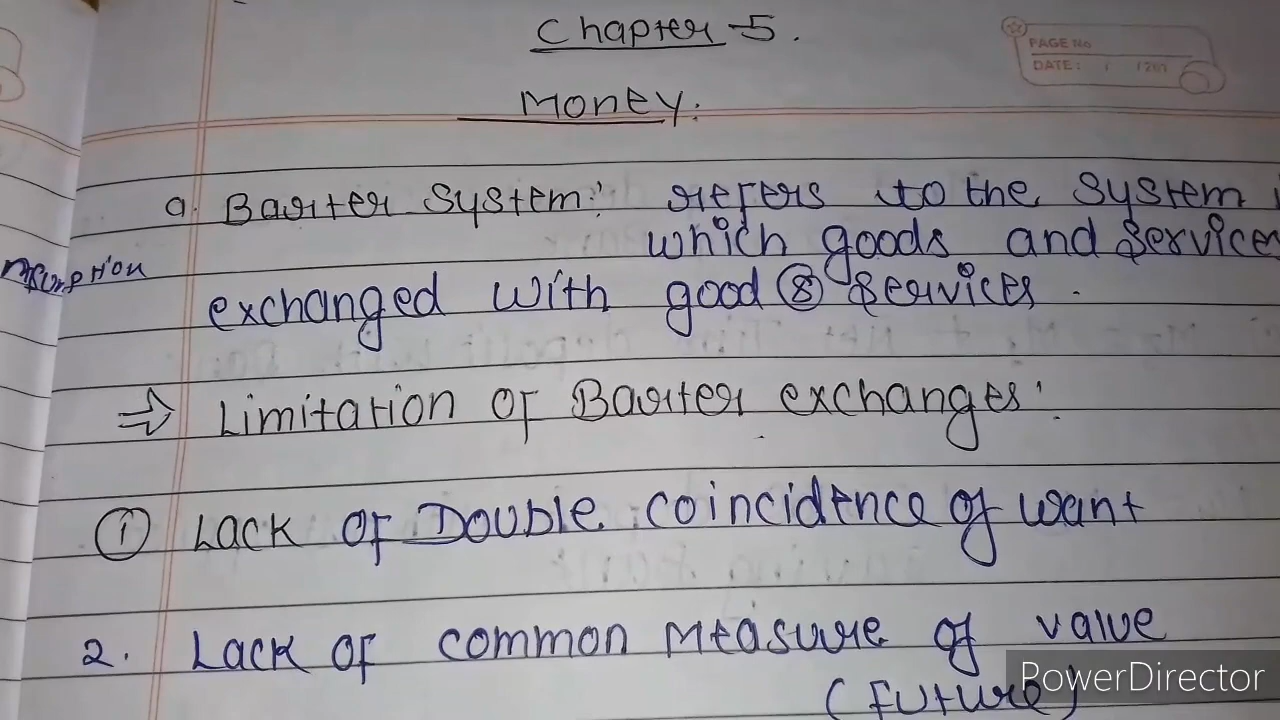 Chapter -5.
PAGE No
DATE: / /20
Money.
Q. Barter System: refers to the System
which goods and Service
exchanged with good & Services.
⇒ Limitation of Barter exchanges:
① Lack of Double coincidence of want
2. Lack of common measure of value
(Future)
PowerDirector